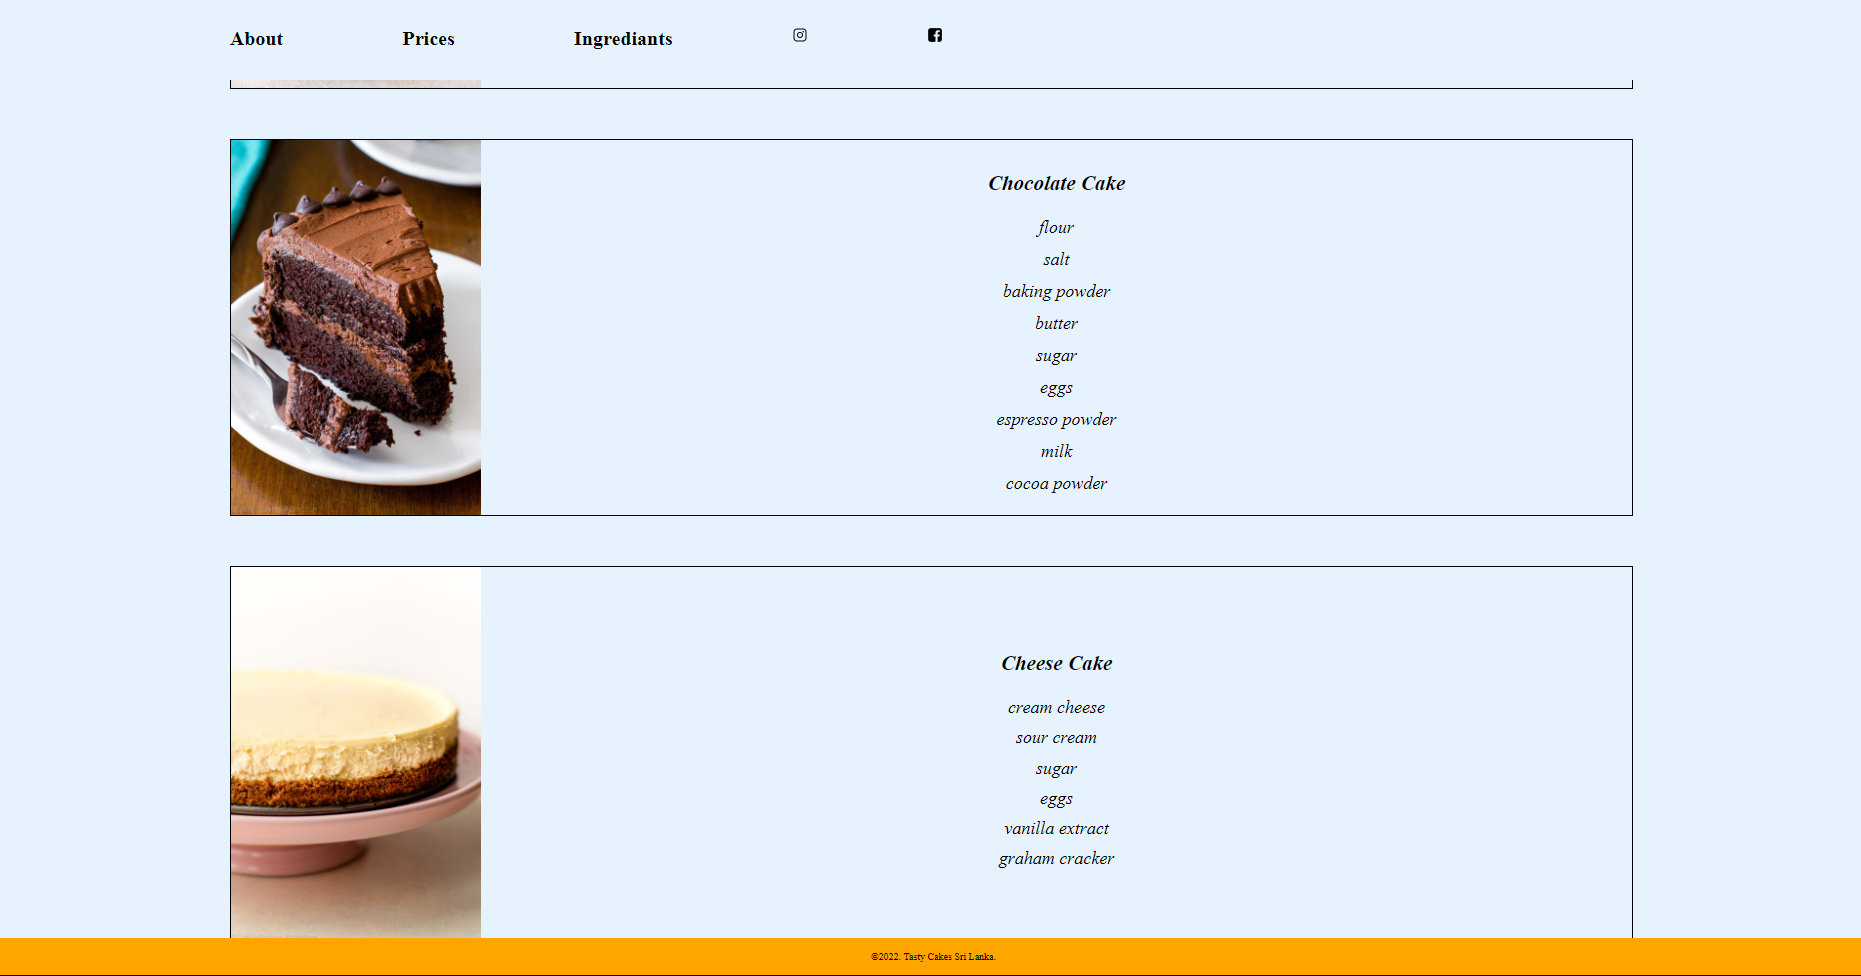 About
Prices
Ingrediants
Chocolate Cake
flour
salt
baking powder
butter
sugar
eggs
espresso powder
milk
cocoa powder
Cheese Cake
cream cheese
sour cream
sugar
eggs
vanilla extract
graham cracker
©2022. Tasty Cakes Sri Lanka.